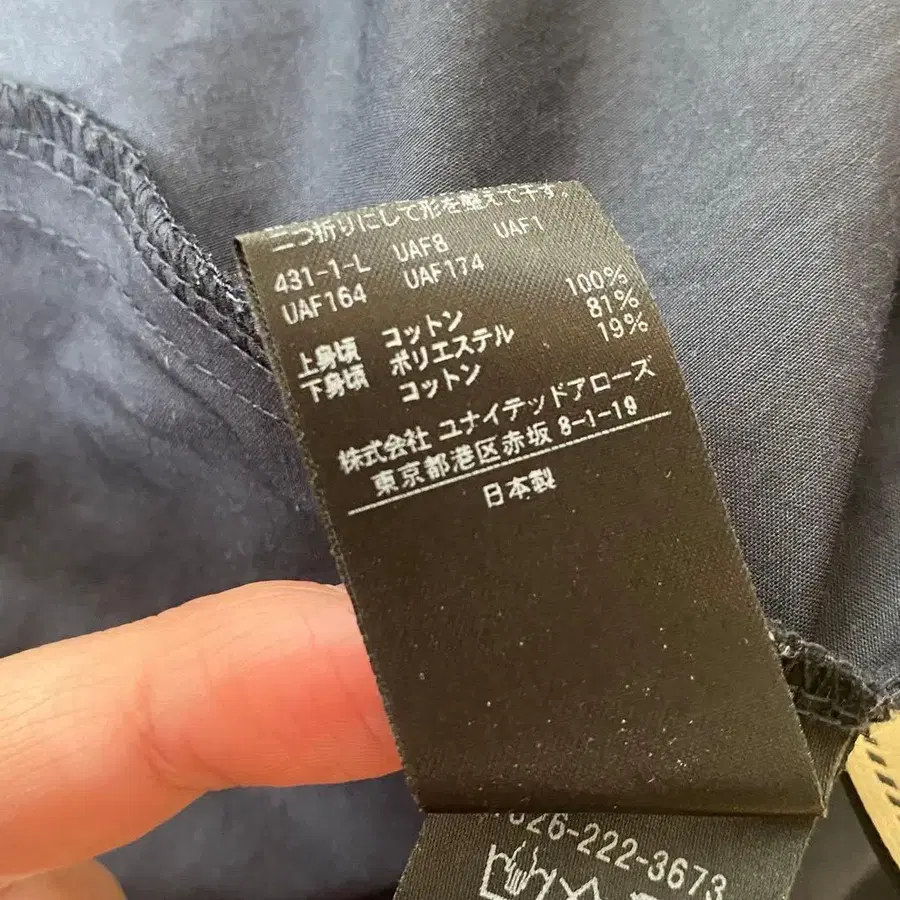 二つ折りにして形を整えて干す。
431-1-L UAF8 UAF1
UAF164 UAF174
上身頃 コットン 100%
下身頃 ポリエステル 81%
コットン 19%
株式会社 ユナイテッドアローズ
東京都港区赤坂 8-1-19
日本製
626-222-3673